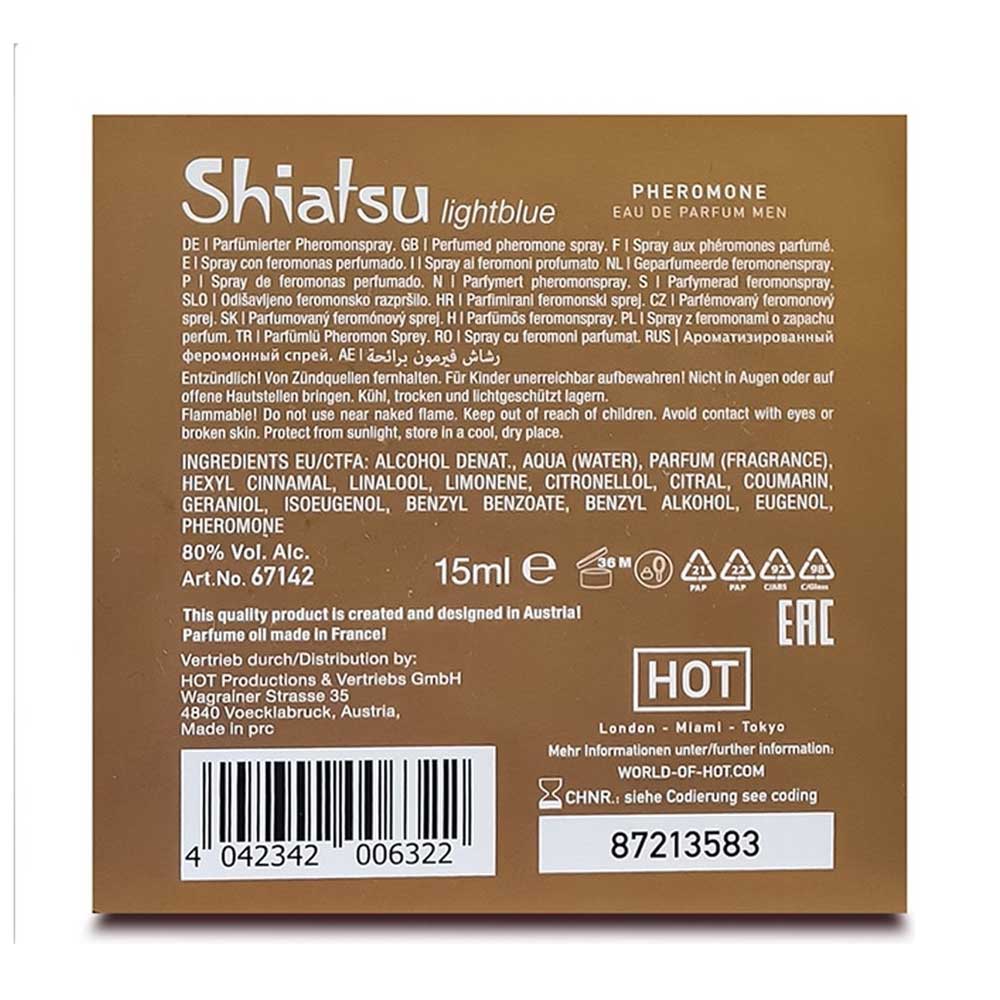 Shiatsu lightblue
PHEROMONE
EAU DE PARFUM MEN
DE | Parfümierter Pheromonspray. GB | Perfumed pheromone spray. F | Spray aux phéromones parfumé.
E | Spray con feromonas perfumado. I | Spray al feromoni profumato NL | Geparfumeerde feromonenspray.
P | Spray de feromonas perfumado. N | Parfymert pheromonspray. S | Parfymerad feromonspray.
SLO | Odišavljeno feromonsko razpršilo. HR | Parfimirani feromonski sprej. CZ | Parfémovaný feromonový
sprej. SK | Parfumovaný feromónový sprej. H | Parfümös feromonspray. PL | Spray z feromonami o zapachu
perfum. TR | Parfümlü Pheromon Sprey. RO | Spray cu feromoni parfumat. RUS | Ароматизированный
феромонный спрей. AE | رشاش فيرمون برائحة
Entzündlich! Von Zündquellen fernhalten. Für Kinder unerreichbar aufbewahren! Nicht in Augen oder auf
offene Hautstellen bringen. Kühl, trocken und lichtgeschützt lagern.
Flammable! Do not use near naked flame. Keep out of reach of children. Avoid contact with eyes or
broken skin. Protect from sunlight, store in a cool, dry place.
INGREDIENTS EU/CTFA: ALCOHOL DENAT., AQUA (WATER), PARFUM (FRAGRANCE),
HEXYL CINNAMAL, LINALOOL, LIMONENE, CITRONELLOL, CITRAL, COUMARIN,
GERANIOL, ISOEUGENOL, BENZYL BENZOATE, BENZYL ALKOHOL, EUGENOL,
PHEROMONE
80% Vol. Alc.
Art.No. 67142
15ml e
36 M
21 22 92 98
PAP PAP C/ABS C/Glass
EAC
This quality product is created and designed in Austria!
Parfume oil made in France!
Vertrieb durch/Distribution by:
HOT Productions & Vertriebs GmbH
Wagrainer Strasse 35
4840 Voecklabruck, Austria,
Made in prc
HOT
London - Miami - Tokyo
Mehr Informationen unter/further information:
WORLD-OF-HOT.COM
CHNR.: siehe Codierung see coding
87213583
4 042342 006322